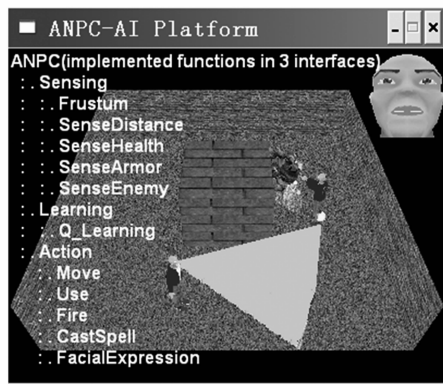 ANPC-AI Platform
ANPC(implemented functions in 3 interfaces)
: . Sensing
: : . Frustum
: : . SenseDistance
: : . SenseHealth
: : . SenseArmor
: : . SenseEnemy
: . Learning
: : . Q_Learning
: . Action
: . Move
: . Use
: . Fire
: . CastSpell
: . FacialExpression